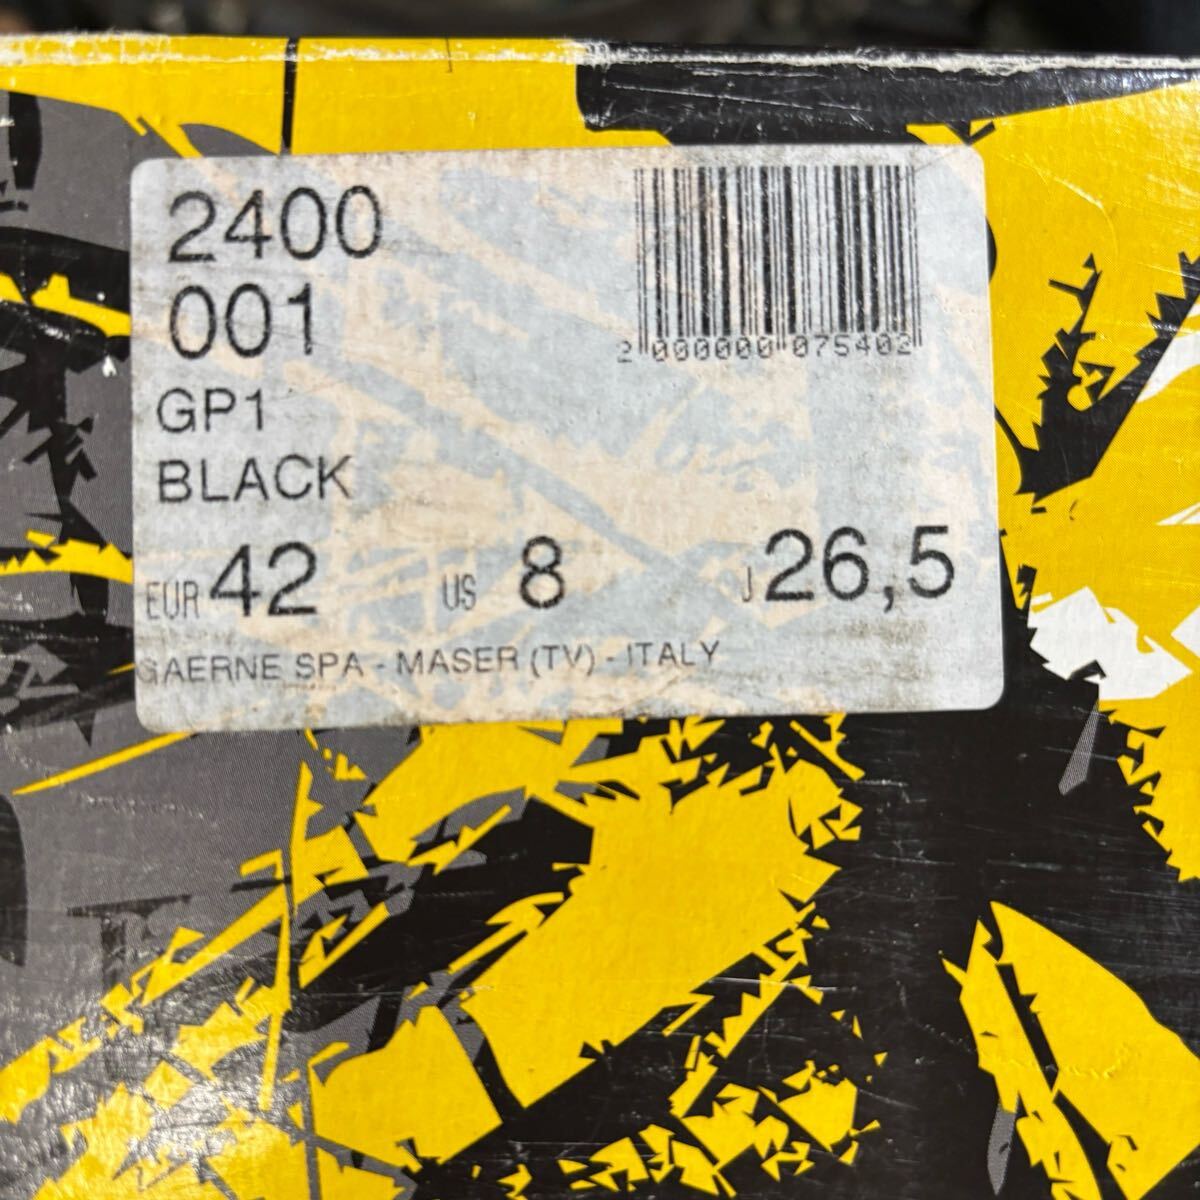 2400
001
GP1
BLACK
2 000000 075402
EUR 42 US 8 J 26,5
GAERNE SPA - MASER (TV) - ITALY